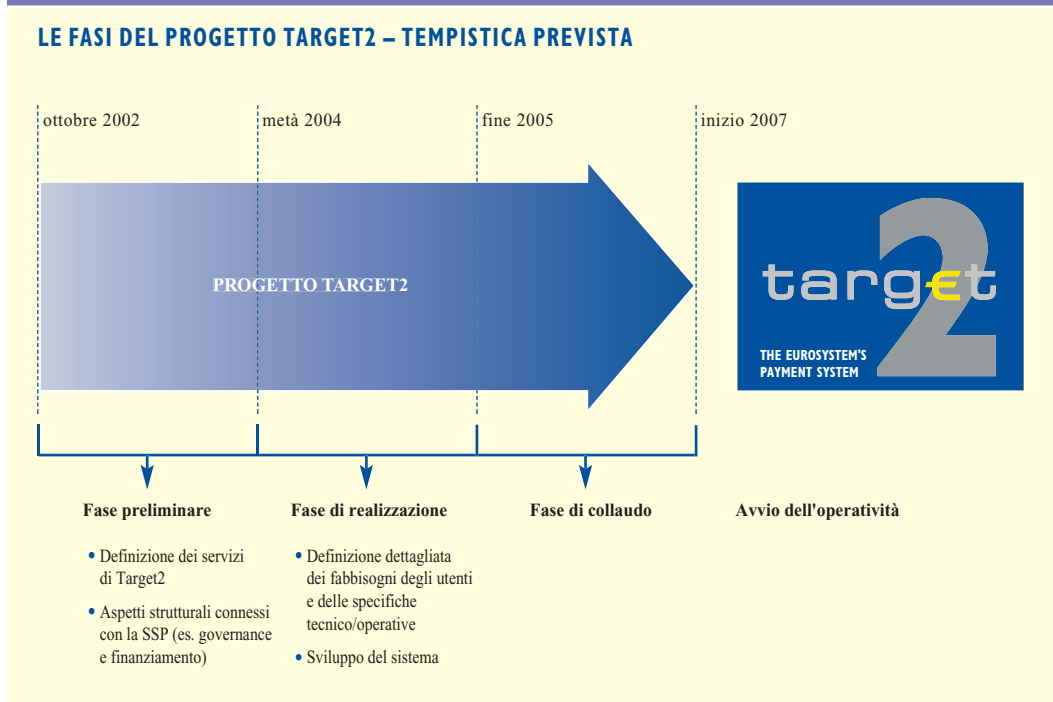 LE FASI DEL PROGETTO TARGET2 – TEMPISTICA PREVISTA
ottobre 2002
metà 2004
fine 2005
inizio 2007
PROGETTO TARGET2
2
target
THE EUROSYSTEM'S
PAYMENT SYSTEM
Fase preliminare
• Definizione dei servizi
di Target2
• Aspetti strutturali connessi
con la SSP (es. governance
e finanziamento)
Fase di realizzazione
• Definizione dettagliata
dei fabbisogni degli utenti
e delle specifiche
tecnico/operative
• Sviluppo del sistema
Fase di collaudo
Avvio dell'operatività